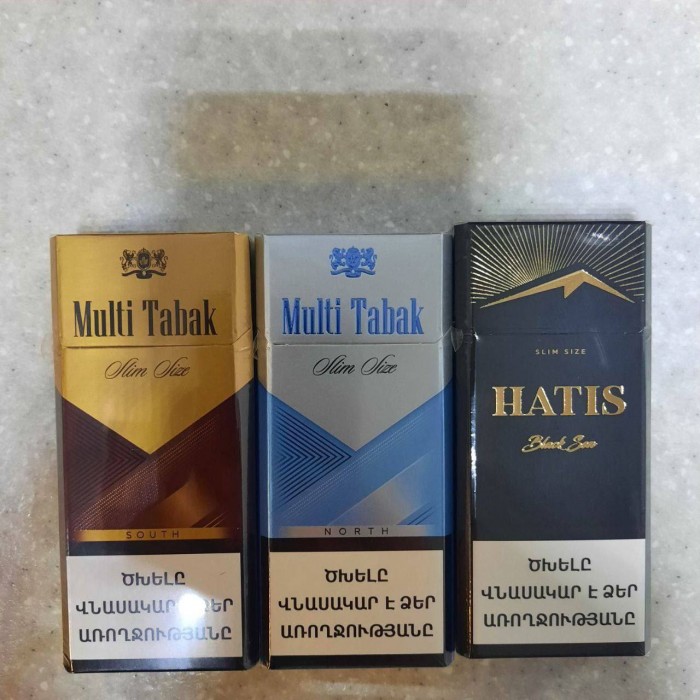 Multi Tabak
Slim Size
SOUTH
ԾԽԵԼԸ
ՎՆԱՍԱԿԱՐ ՁԵՐ
ԱՌՈՂՋՈՒԹՅԱՆԸ
Multi Tabak
Slim Size
NORTH
ԾԽԵԼԸ
ՎՆԱՍԱԿԱՐ Է ՁԵՐ
ԱՌՈՂՋՈՒԹՅԱՆԸ
SLIM SIZE
HATIS
Black Sea
ԾԽԵԼԸ
ՎՆԱՍԱԿԱՐ Է ՁԵՐ
ԱՌՈՂՋՈՒԹՅԱՆԸ